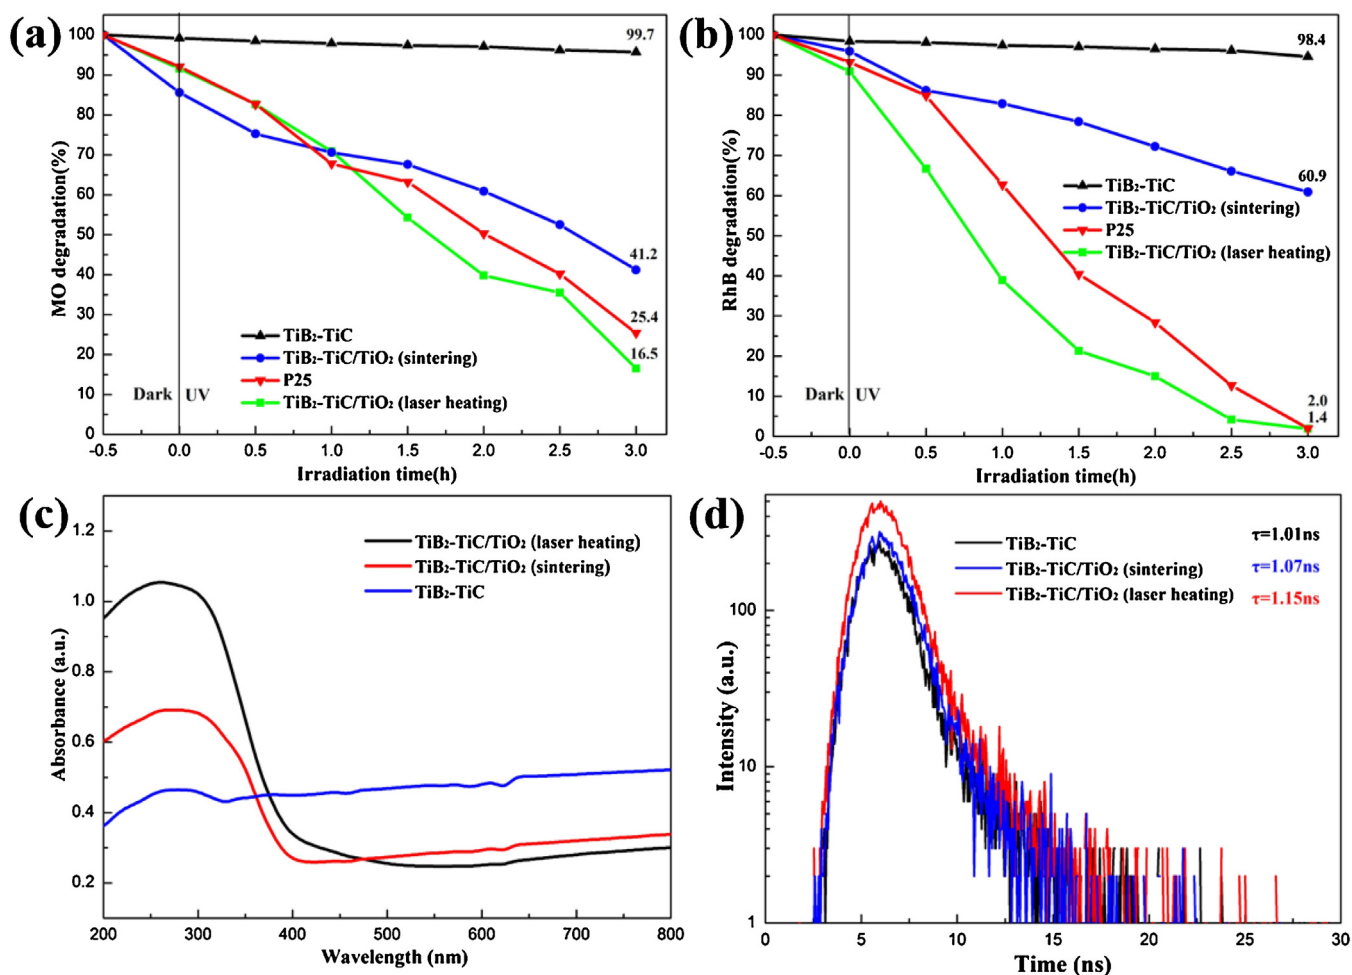 (a)
MO degradation(%)
100
90
80
70
60
50
40
30
20
10
0
99.7
41.2
25.4
16.5
TiB₂-TiC
TiB₂-TiC/TiO₂ (sintering)
P25
TiB₂-TiC/TiO₂ (laser heating)
Dark UV
-0.5 0.0 0.5 1.0 1.5 2.0 2.5 3.0
Irradiation time(h)
(b)
RhB degradation(%)
100
90
80
70
60
50
40
30
20
10
0
98.4
60.9
2.0
1.4
TiB₂-TiC
TiB₂-TiC/TiO₂ (sintering)
P25
TiB₂-TiC/TiO₂ (laser heating)
Dark UV
-0.5 0.0 0.5 1.0 1.5 2.0 2.5 3.0
Irradiation time(h)
(c)
Absorbance (a.u.)
1.2
1.0
0.8
0.6
0.4
0.2
TiB₂-TiC/TiO₂ (laser heating)
TiB₂-TiC/TiO₂ (sintering)
TiB₂-TiC
200 300 400 500 600 700 800
Wavelength (nm)
(d)
Intensity (a.u.)
100
10
1
TiB₂-TiC
TiB₂-TiC/TiO₂ (sintering)
TiB₂-TiC/TiO₂ (laser heating)
τ=1.01ns
τ=1.07ns
τ=1.15ns
0 5 10 15 20 25 30
Time (ns)